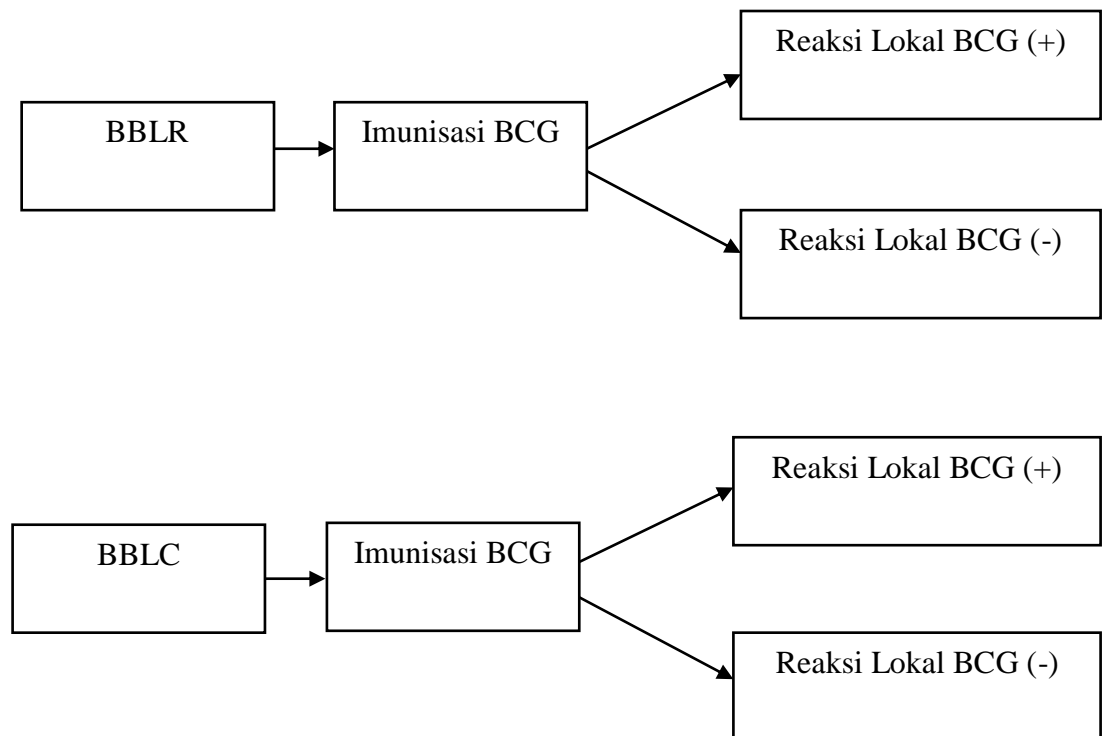 Reaksi Lokal BCG (+)
BBLR
Imunisasi BCG
Reaksi Lokal BCG (-)
Reaksi Lokal BCG (+)
BBLC
Imunisasi BCG
Reaksi Lokal BCG (-)